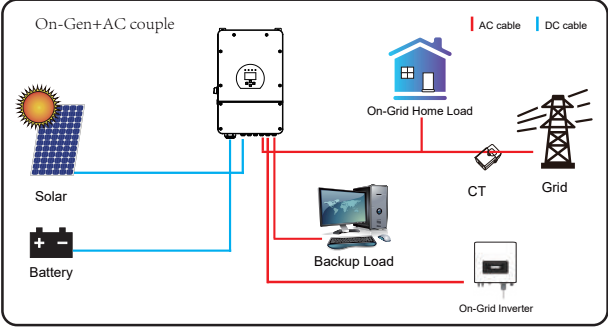 On-Gen+AC couple
AC cable
DC cable
On-Grid Home Load
Solar
CT
Grid
Backup Load
Battery
On-Grid Inverter